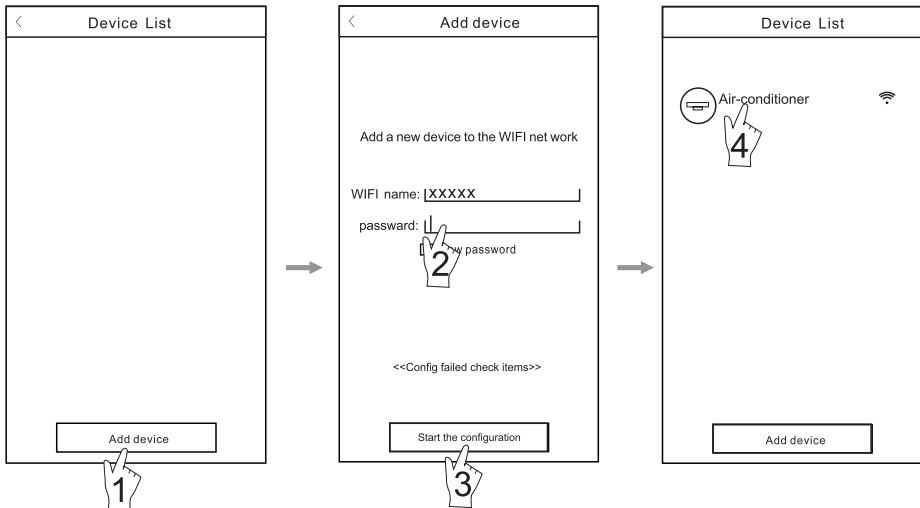 Device List
Add device
1
Add device
Add a new device to the WIFI net work
WIFI name: XXXXX
passward:
w password
2
<<Config failed check items>>
Start the configuration
3
Device List
Air-conditioner
4
Add device